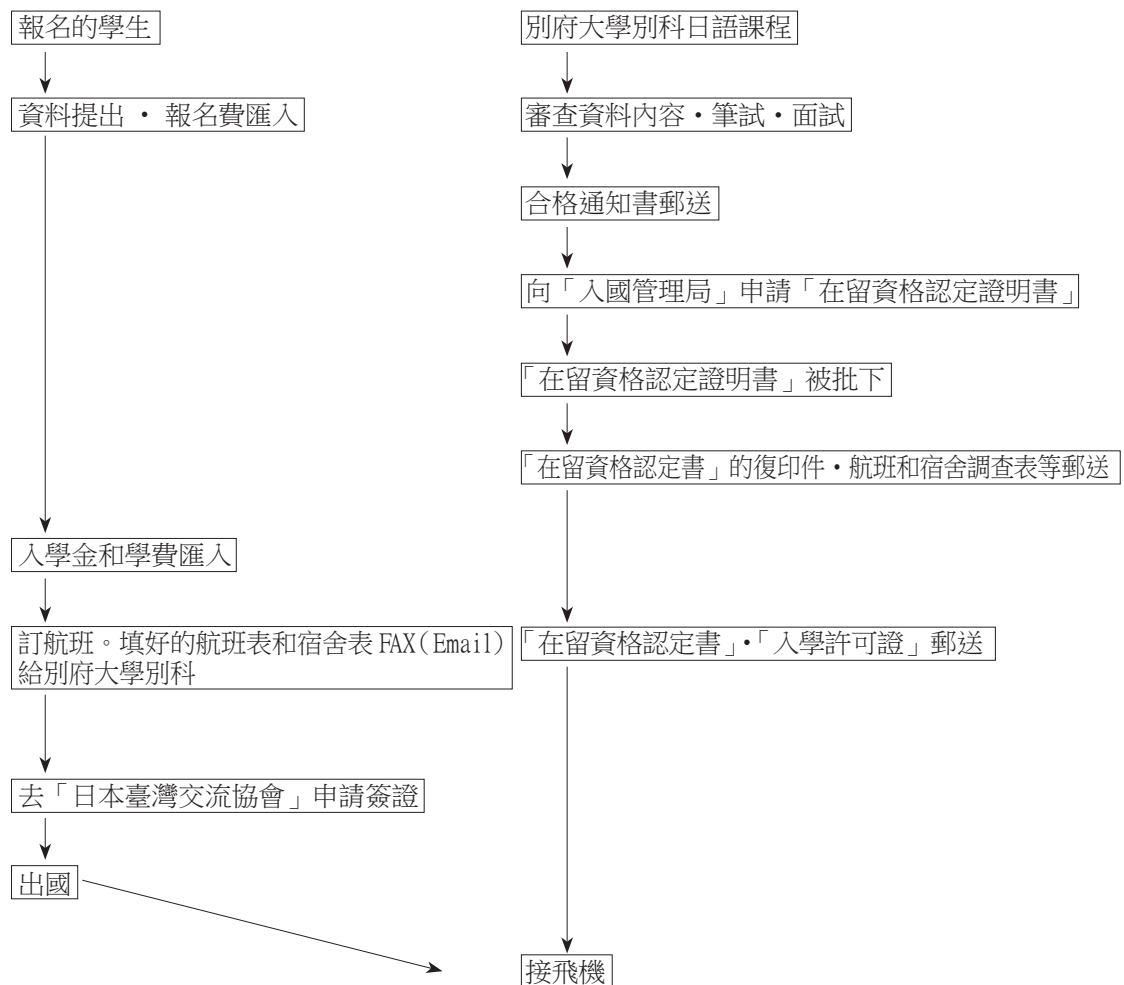 報名的學生
資料提出 ・ 報名費匯入
入學金和學費匯入
訂航班。填好的航班表和宿舍表 FAX(Email)
給別府大學別科
去「日本臺灣交流協會」申請簽證
出國
別府大學別科日語課程
審查資料內容・筆試・面試
合格通知書郵送
向「入國管理局」申請「在留資格認定證明書」
「在留資格認定證明書」被批下
「在留資格認定書」的復印件・航班和宿舍調查表等郵送
「在留資格認定書」・「入學許可證」郵送
接飛機